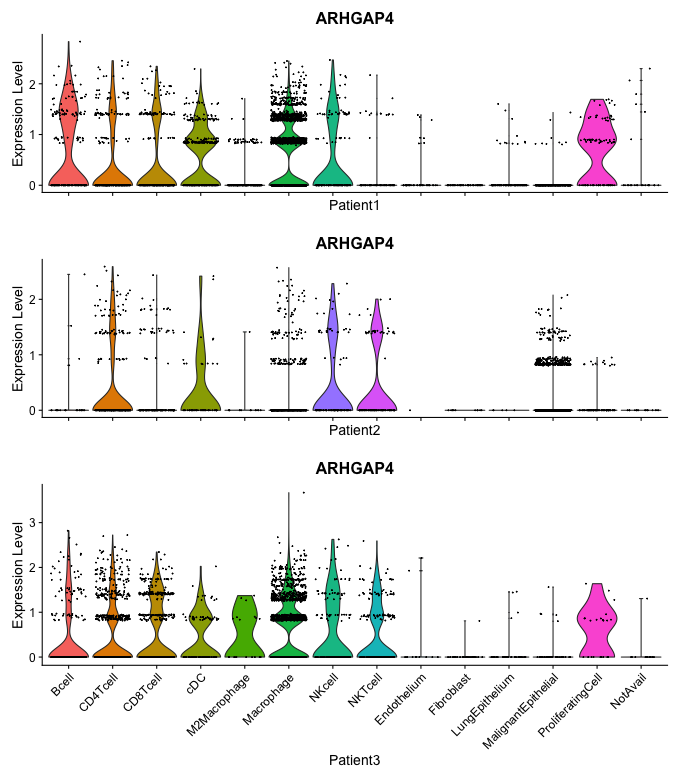 ARHGAP4
Expression Level
2
1
0
Patient1
ARHGAP4
Expression Level
2
1
0
Patient2
ARHGAP4
Expression Level
3
2
1
0
Bcell
CD4Tcell
CD8Tcell
cDC
M2Macrophage
Macrophage
NKcell
NKTcell
Endothelium
Fibroblast
LungEpithelium
MalignantEpithelial
ProliferatingCell
NotAvail
Patient3